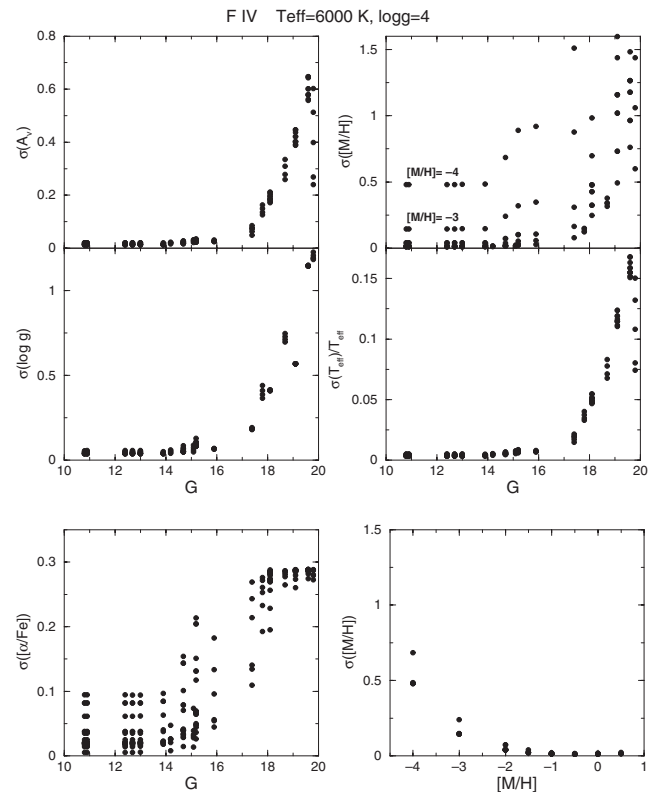 F IV Teff=6000 K, logg=4
0.8
0.6
0.4
0.2
0
σ(Aᵥ)
1.5
1
0.5
0
σ([M/H])
[M/H]= −4
[M/H]= −3
1
0.5
0
σ(log g)
10 12 14 16 18 20
G
0.15
0.1
0.05
0
σ(T_eff)/T_eff
10 12 14 16 18 20
G
0.3
0.2
0.1
0
σ([α/Fe])
10 12 14 16 18 20
G
1.5
1
0.5
0
σ([M/H])
−4 −3 −2 −1 0 1
[M/H]